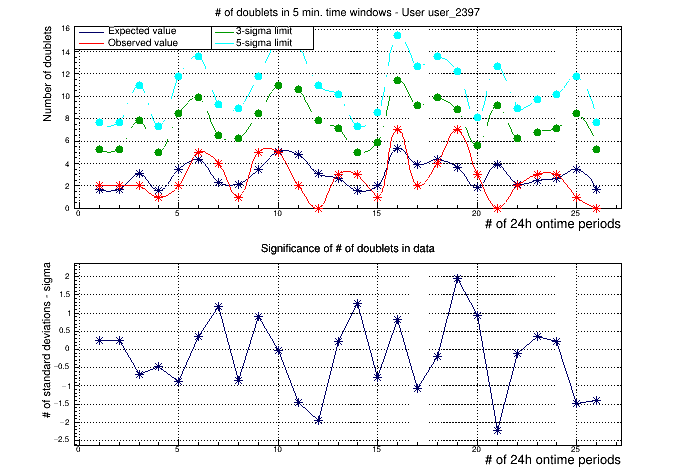 # of doublets in 5 min. time windows - User user_2397
Number of doublets
Expected value
3-sigma limit
Observed value
5-sigma limit
16
14
12
10
8
6
4
2
0
0 5 10 15 20 25
# of 24h ontime periods
Significance of # of doublets in data
# of standard deviations - sigma
2
1.5
1
0.5
0
−0.5
−1
−1.5
−2
−2.5
0 5 10 15 20 25
# of 24h ontime periods